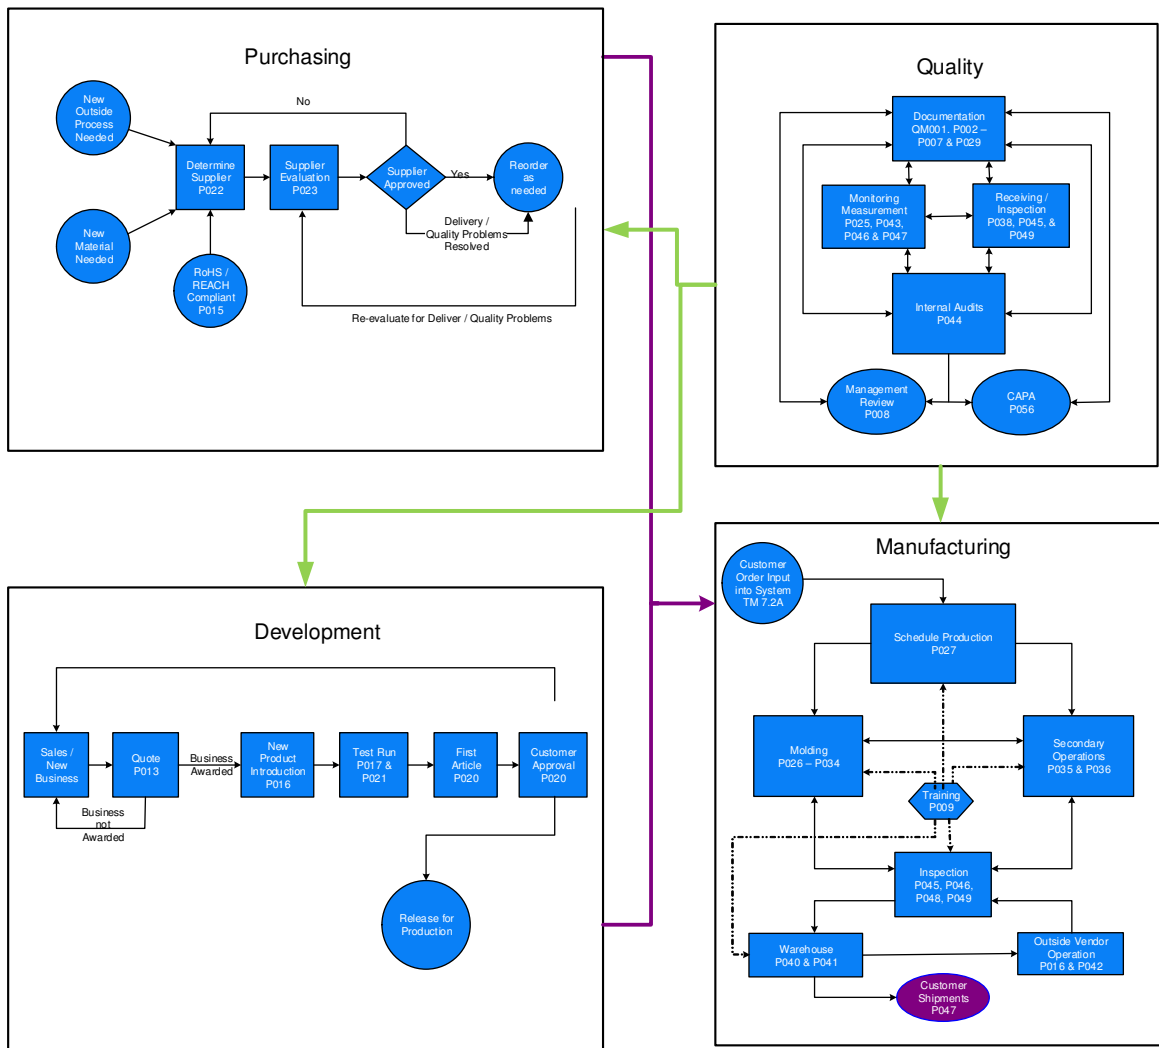 Purchasing
New
Outside
Process
Needed
No
Determine
Supplier
P022
Supplier
Evaluation
P023
Supplier
Approved
Yes
Reorder
as
needed
New
Material
Needed
RoHS /
REACH
Compliant
P015
Delivery /
Quality Problems
Resolved
Re-evaluate for Deliver / Quality Problems
Quality
Documentation
QM001. P002 –
P007 & P029
Monitoring
Measurement
P025, P043,
P046 & P047
Receiving /
Inspection
P038, P045, &
P049
Internal Audits
P044
Management
Review
P008
CAPA
P056
Development
Sales /
New
Business
Quote
P013
Business
Awarded
Business
not
Awarded
New
Product
Introduction
P016
Test Run
P017 &
P021
First
Article
P020
Customer
Approval
P020
Release for
Production
Manufacturing
Customer
Order Input
into System
TM 7.2A
Schedule Production
P027
Molding
P026 – P034
Secondary
Operations
P035 & P036
Training
P009
Inspection
P045, P046,
P048, P049
Warehouse
P040 & P041
Outside Vendor
Operation
P016 & P042
Customer
Shipments
P047